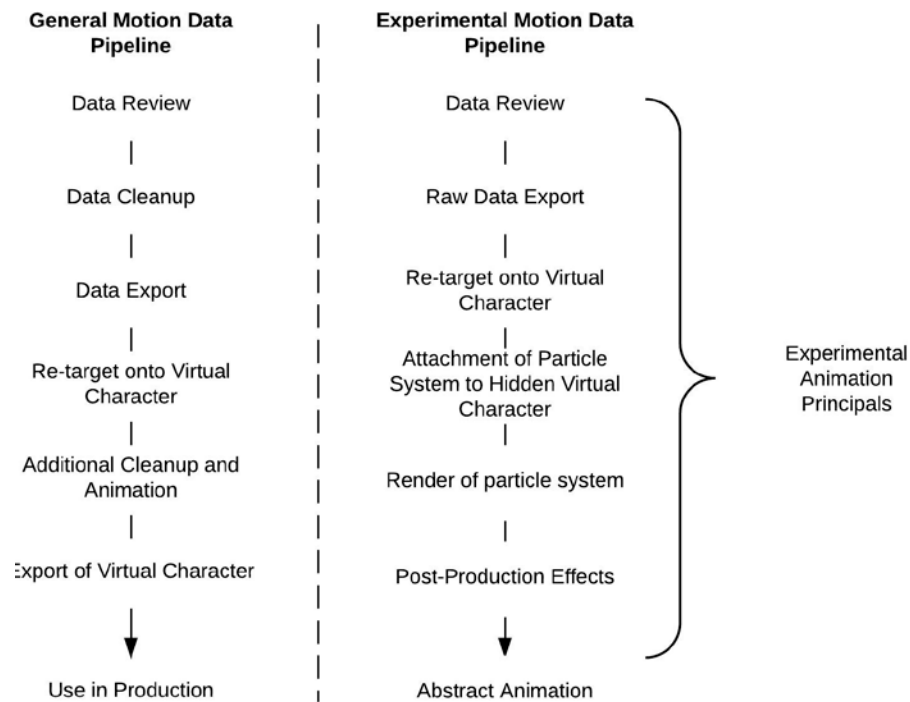 General Motion Data
Pipeline
Data Review
Data Cleanup
Data Export
Re-target onto Virtual
Character
Additional Cleanup and
Animation
Export of Virtual Character
Use in Production
Experimental Motion Data
Pipeline
Data Review
Raw Data Export
Re-target onto Virtual
Character
Attachment of Particle
System to Hidden Virtual
Character
Render of particle system
Post-Production Effects
Abstract Animation
Experimental
Animation
Principals